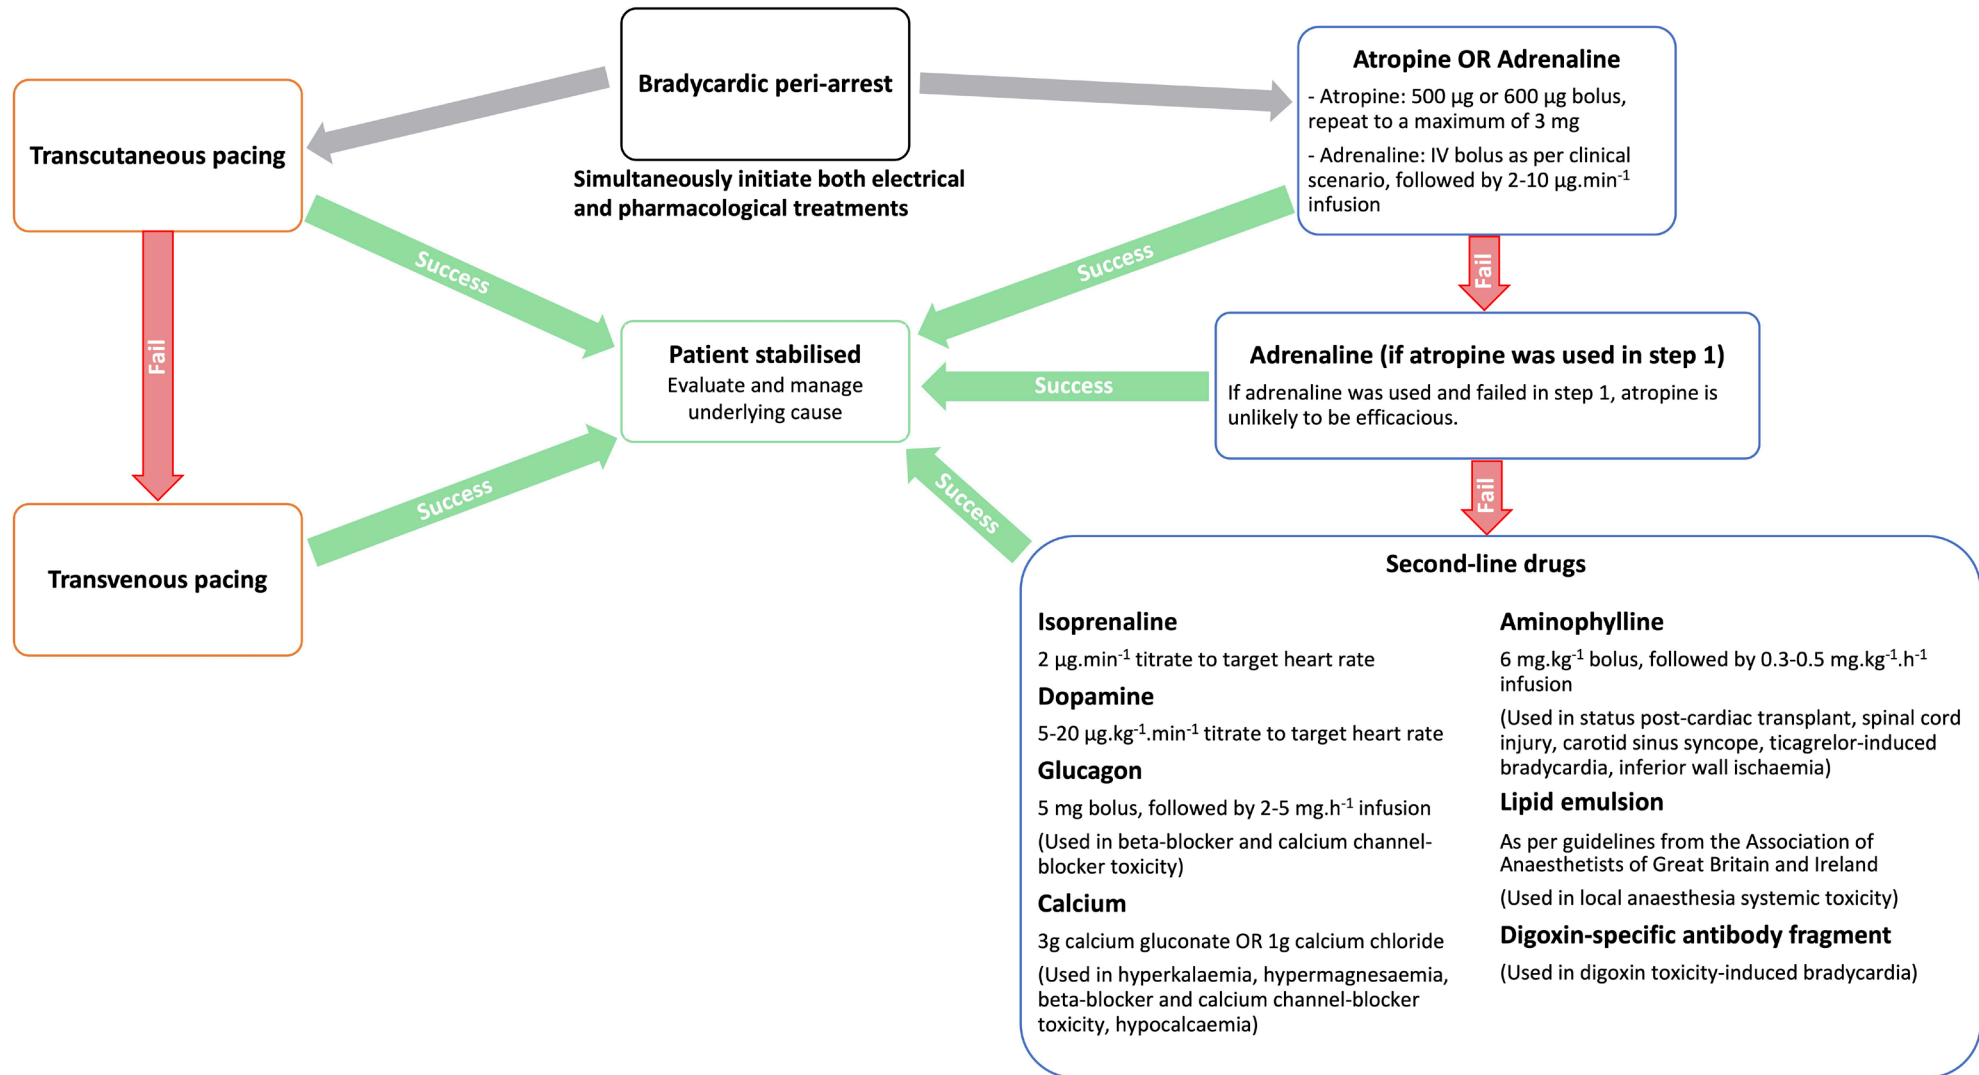 Bradycardic peri-arrest
Simultaneously initiate both electrical
and pharmacological treatments
Transcutaneous pacing
Success
Fail
Transvenous pacing
Success
Patient stabilised
Evaluate and manage
underlying cause
Atropine OR Adrenaline
- Atropine: 500 µg or 600 µg bolus,
repeat to a maximum of 3 mg
- Adrenaline: IV bolus as per clinical
scenario, followed by 2-10 µg.min⁻¹
infusion
Success
Fail
Adrenaline (if atropine was used in step 1)
If adrenaline was used and failed in step 1, atropine is
unlikely to be efficacious.
Success
Fail
Success
Second-line drugs
Isoprenaline
2 µg.min⁻¹ titrate to target heart rate
Dopamine
5-20 µg.kg⁻¹.min⁻¹ titrate to target heart rate
Glucagon
5 mg bolus, followed by 2-5 mg.h⁻¹ infusion
(Used in beta-blocker and calcium channel-
blocker toxicity)
Calcium
3g calcium gluconate OR 1g calcium chloride
(Used in hyperkalaemia, hypermagnesaemia,
beta-blocker and calcium channel-blocker
toxicity, hypocalcaemia)
Aminophylline
6 mg.kg⁻¹ bolus, followed by 0.3-0.5 mg.kg⁻¹.h⁻¹
infusion
(Used in status post-cardiac transplant, spinal cord
injury, carotid sinus syncope, ticagrelor-induced
bradycardia, inferior wall ischaemia)
Lipid emulsion
As per guidelines from the Association of
Anaesthetists of Great Britain and Ireland
(Used in local anaesthesia systemic toxicity)
Digoxin-specific antibody fragment
(Used in digoxin toxicity-induced bradycardia)